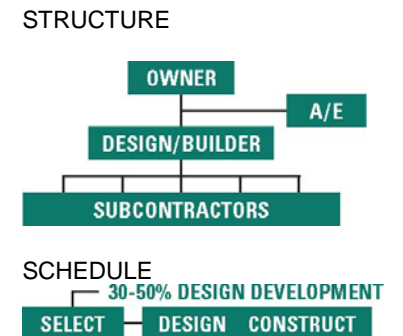 STRUCTURE
OWNER
A/E
DESIGN/BUILDER
SUBCONTRACTORS
SCHEDULE
30-50% DESIGN DEVELOPMENT
SELECT DESIGN CONSTRUCT